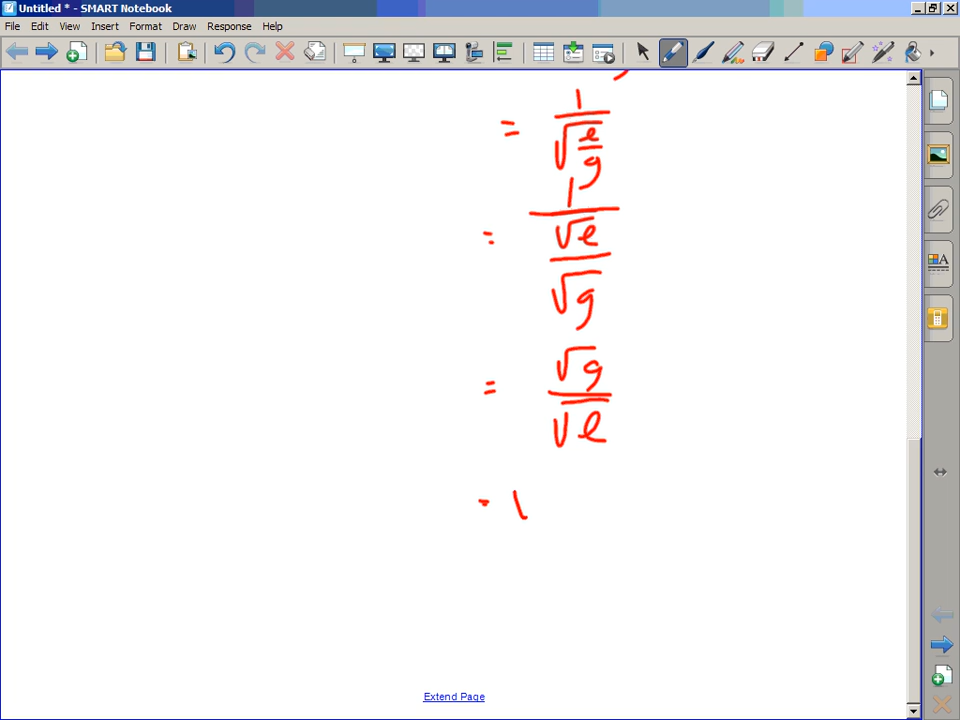 Untitled * - SMART Notebook
File Edit View Insert Format Draw Response Help
= 1
√ℓ/g
1
= √ℓ
√g
= √g
√ℓ
=
Extend Page